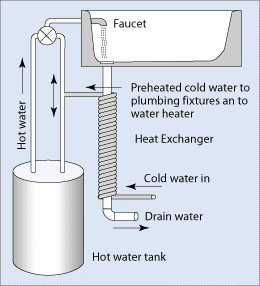 Faucet
Hot water
Preheated cold water to
plumbing fixtures an to
water heater
Heat Exchanger
Cold water in
Drain water
Hot water tank